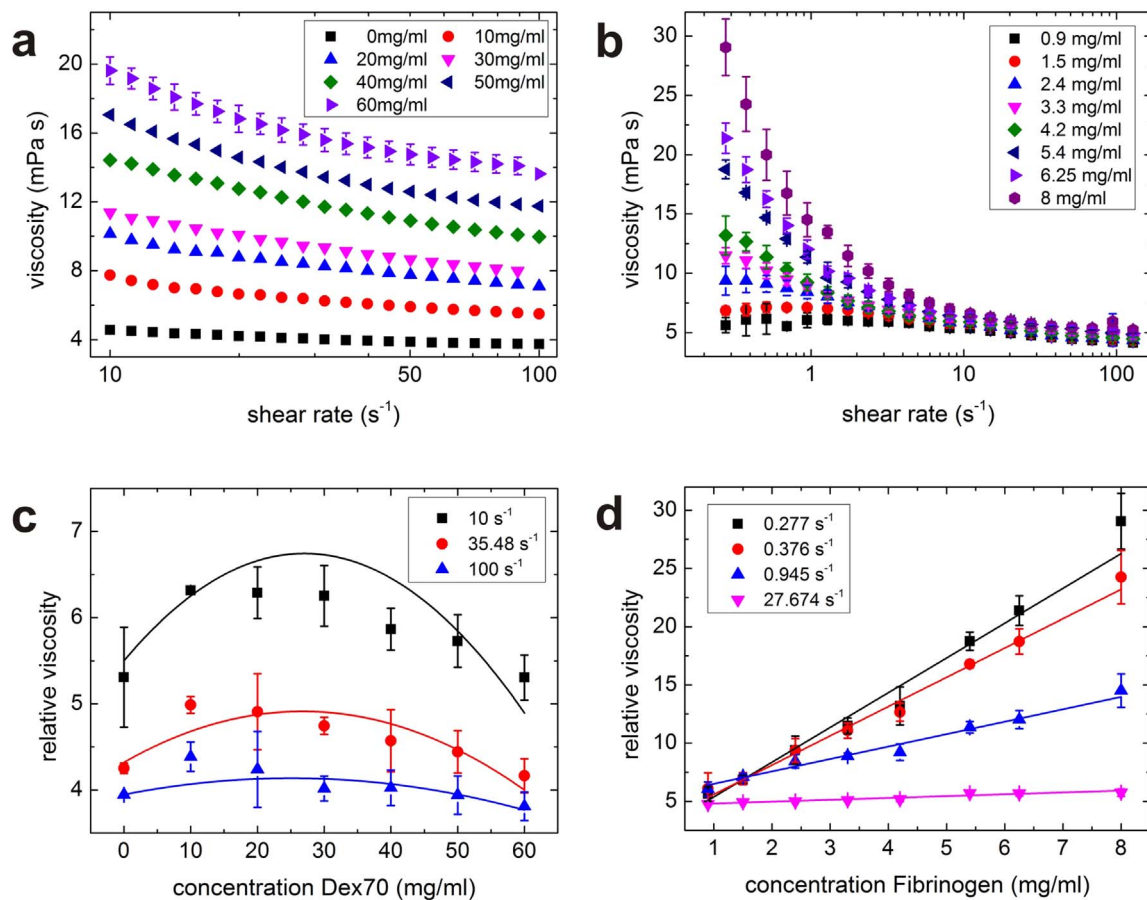 a
0mg/ml 10mg/ml
20mg/ml 30mg/ml
40mg/ml 50mg/ml
60mg/ml
20
16
12
8
4
viscosity (mPa s)
10 50 100
shear rate (s⁻¹)
b
0.9 mg/ml
1.5 mg/ml
2.4 mg/ml
3.3 mg/ml
4.2 mg/ml
5.4 mg/ml
6.25 mg/ml
8 mg/ml
30
25
20
15
10
5
viscosity (mPa s)
1 10 100
shear rate (s⁻¹)
c
10 s⁻¹
35.48 s⁻¹
100 s⁻¹
7
6
5
4
relative viscosity
0 10 20 30 40 50 60
concentration Dex70 (mg/ml)
d
0.277 s⁻¹
0.376 s⁻¹
0.945 s⁻¹
27.674 s⁻¹
30
25
20
15
10
5
relative viscosity
1 2 3 4 5 6 7 8
concentration Fibrinogen (mg/ml)